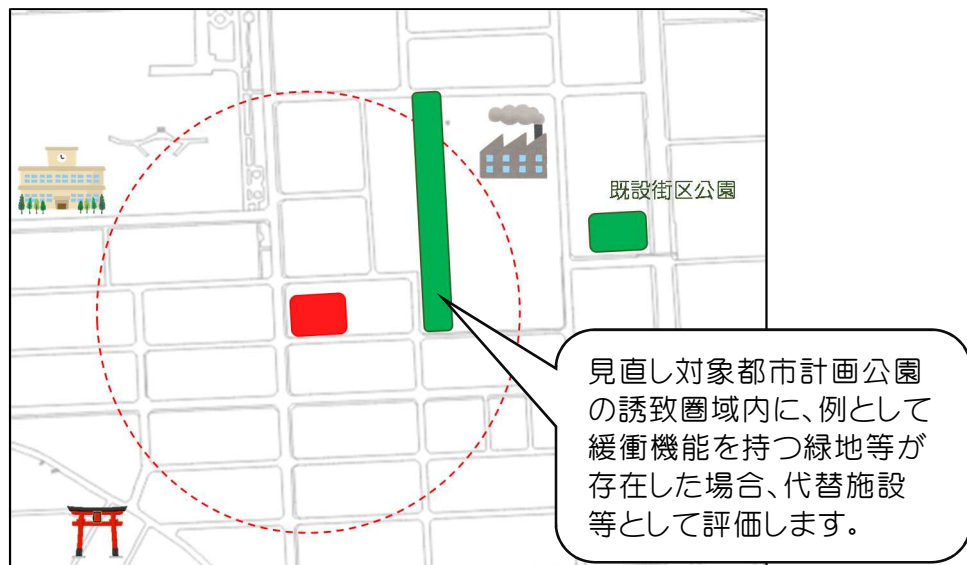 既設街区公園
見直し対象都市計画公園
の誘致圏域内に、例として
緩衝機能を持つ緑地等が
存在した場合、代替施設
等として評価します。